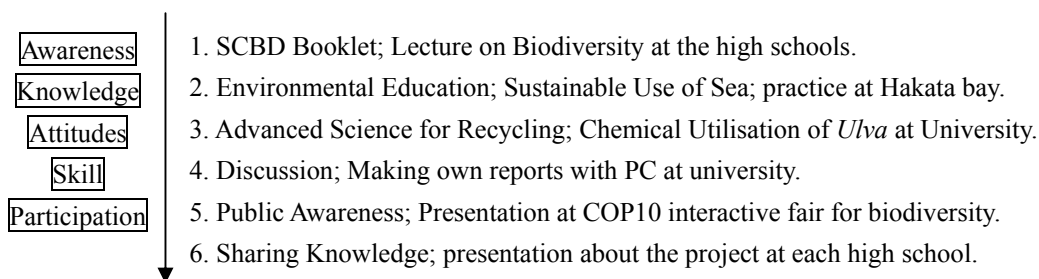 Awareness
Knowledge
Attitudes
Skill
Participation
1. SCBD Booklet; Lecture on Biodiversity at the high schools.
2. Environmental Education; Sustainable Use of Sea; practice at Hakata bay.
3. Advanced Science for Recycling; Chemical Utilisation of Ulva at University.
4. Discussion; Making own reports with PC at university.
5. Public Awareness; Presentation at COP10 interactive fair for biodiversity.
6. Sharing Knowledge; presentation about the project at each high school.